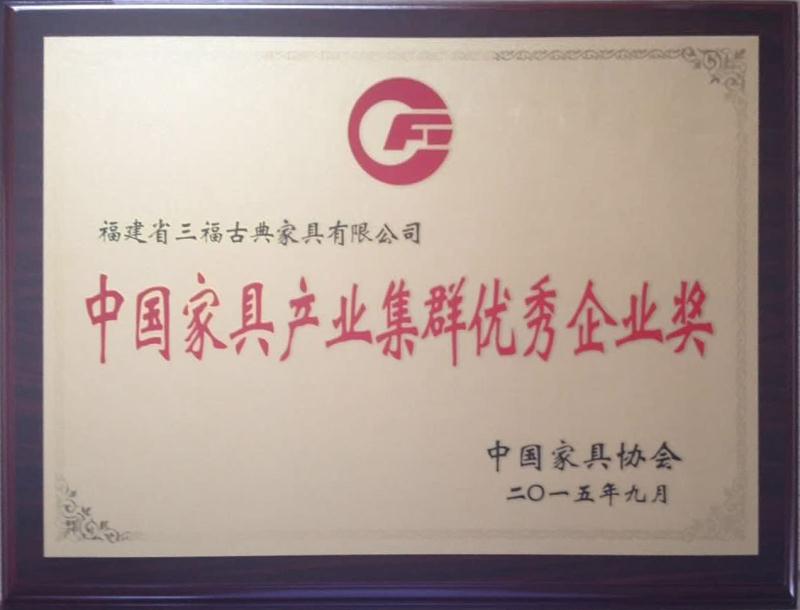 福建省三福古典家具有限公司
中国家具产业集群优秀企业奖
中国家具协会
二〇一五年九月